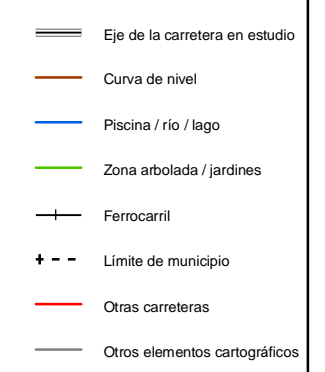 Eje de la carretera en estudio
Curva de nivel
Piscina / río / lago
Zona arbolada / jardines
Ferrocarril
Límite de municipio
Otras carreteras
Otros elementos cartográficos